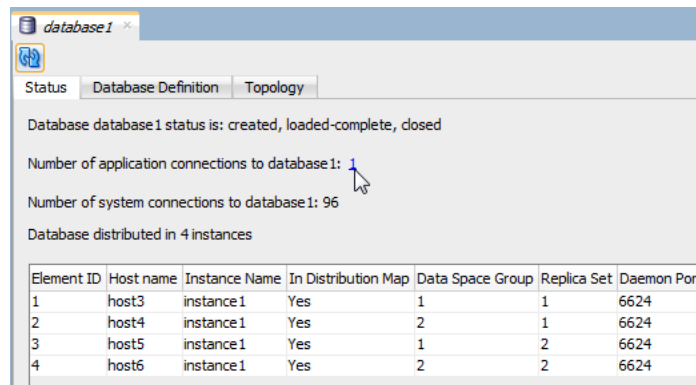 database1
Status Database Definition Topology
Database database1 status is: created, loaded-complete, closed
Number of application connections to database1: 1
Number of system connections to database1: 96
Database distributed in 4 instances
Element ID Host name Instance Name In Distribution Map Data Space Group Replica Set Daemon Por
1 host3 instance1 Yes 1 1 6624
2 host4 instance1 Yes 2 1 6624
3 host5 instance1 Yes 1 2 6624
4 host6 instance1 Yes 2 2 6624